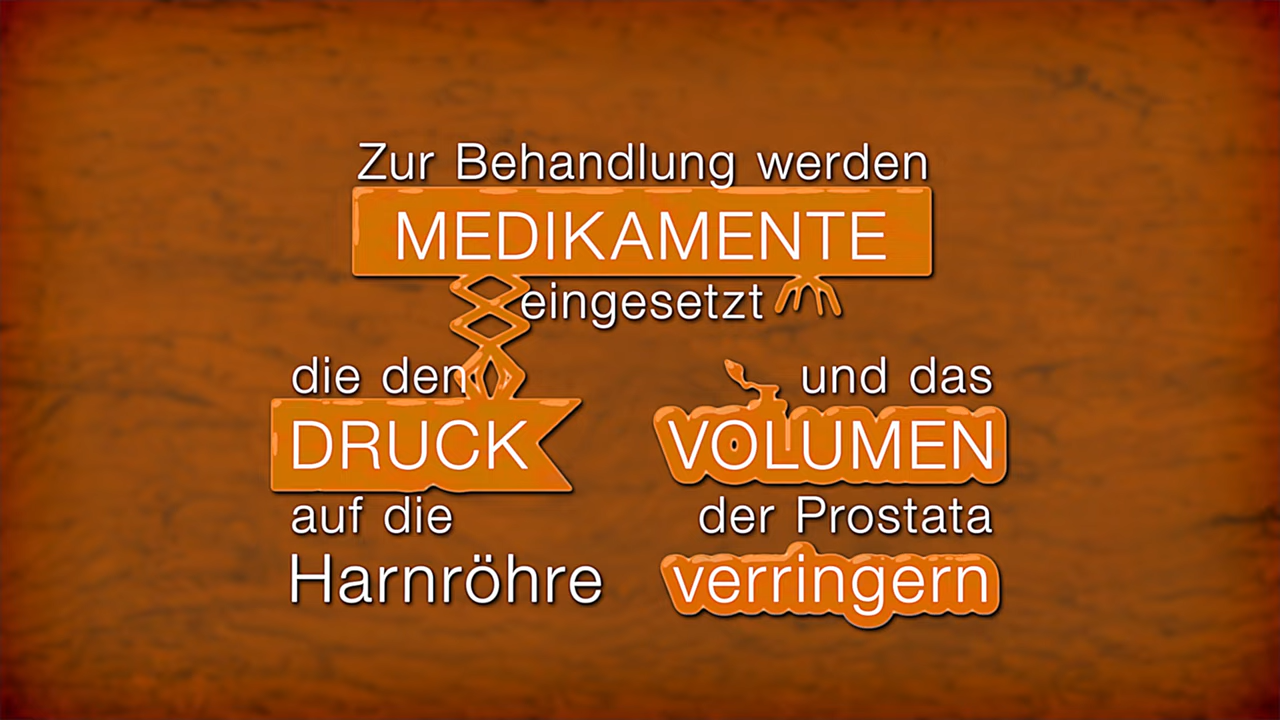 Zur Behandlung werden
MEDIKAMENTE
eingesetzt
die den
DRUCK
auf die
Harnröhre
und das
VOLUMEN
der Prostata
verringern